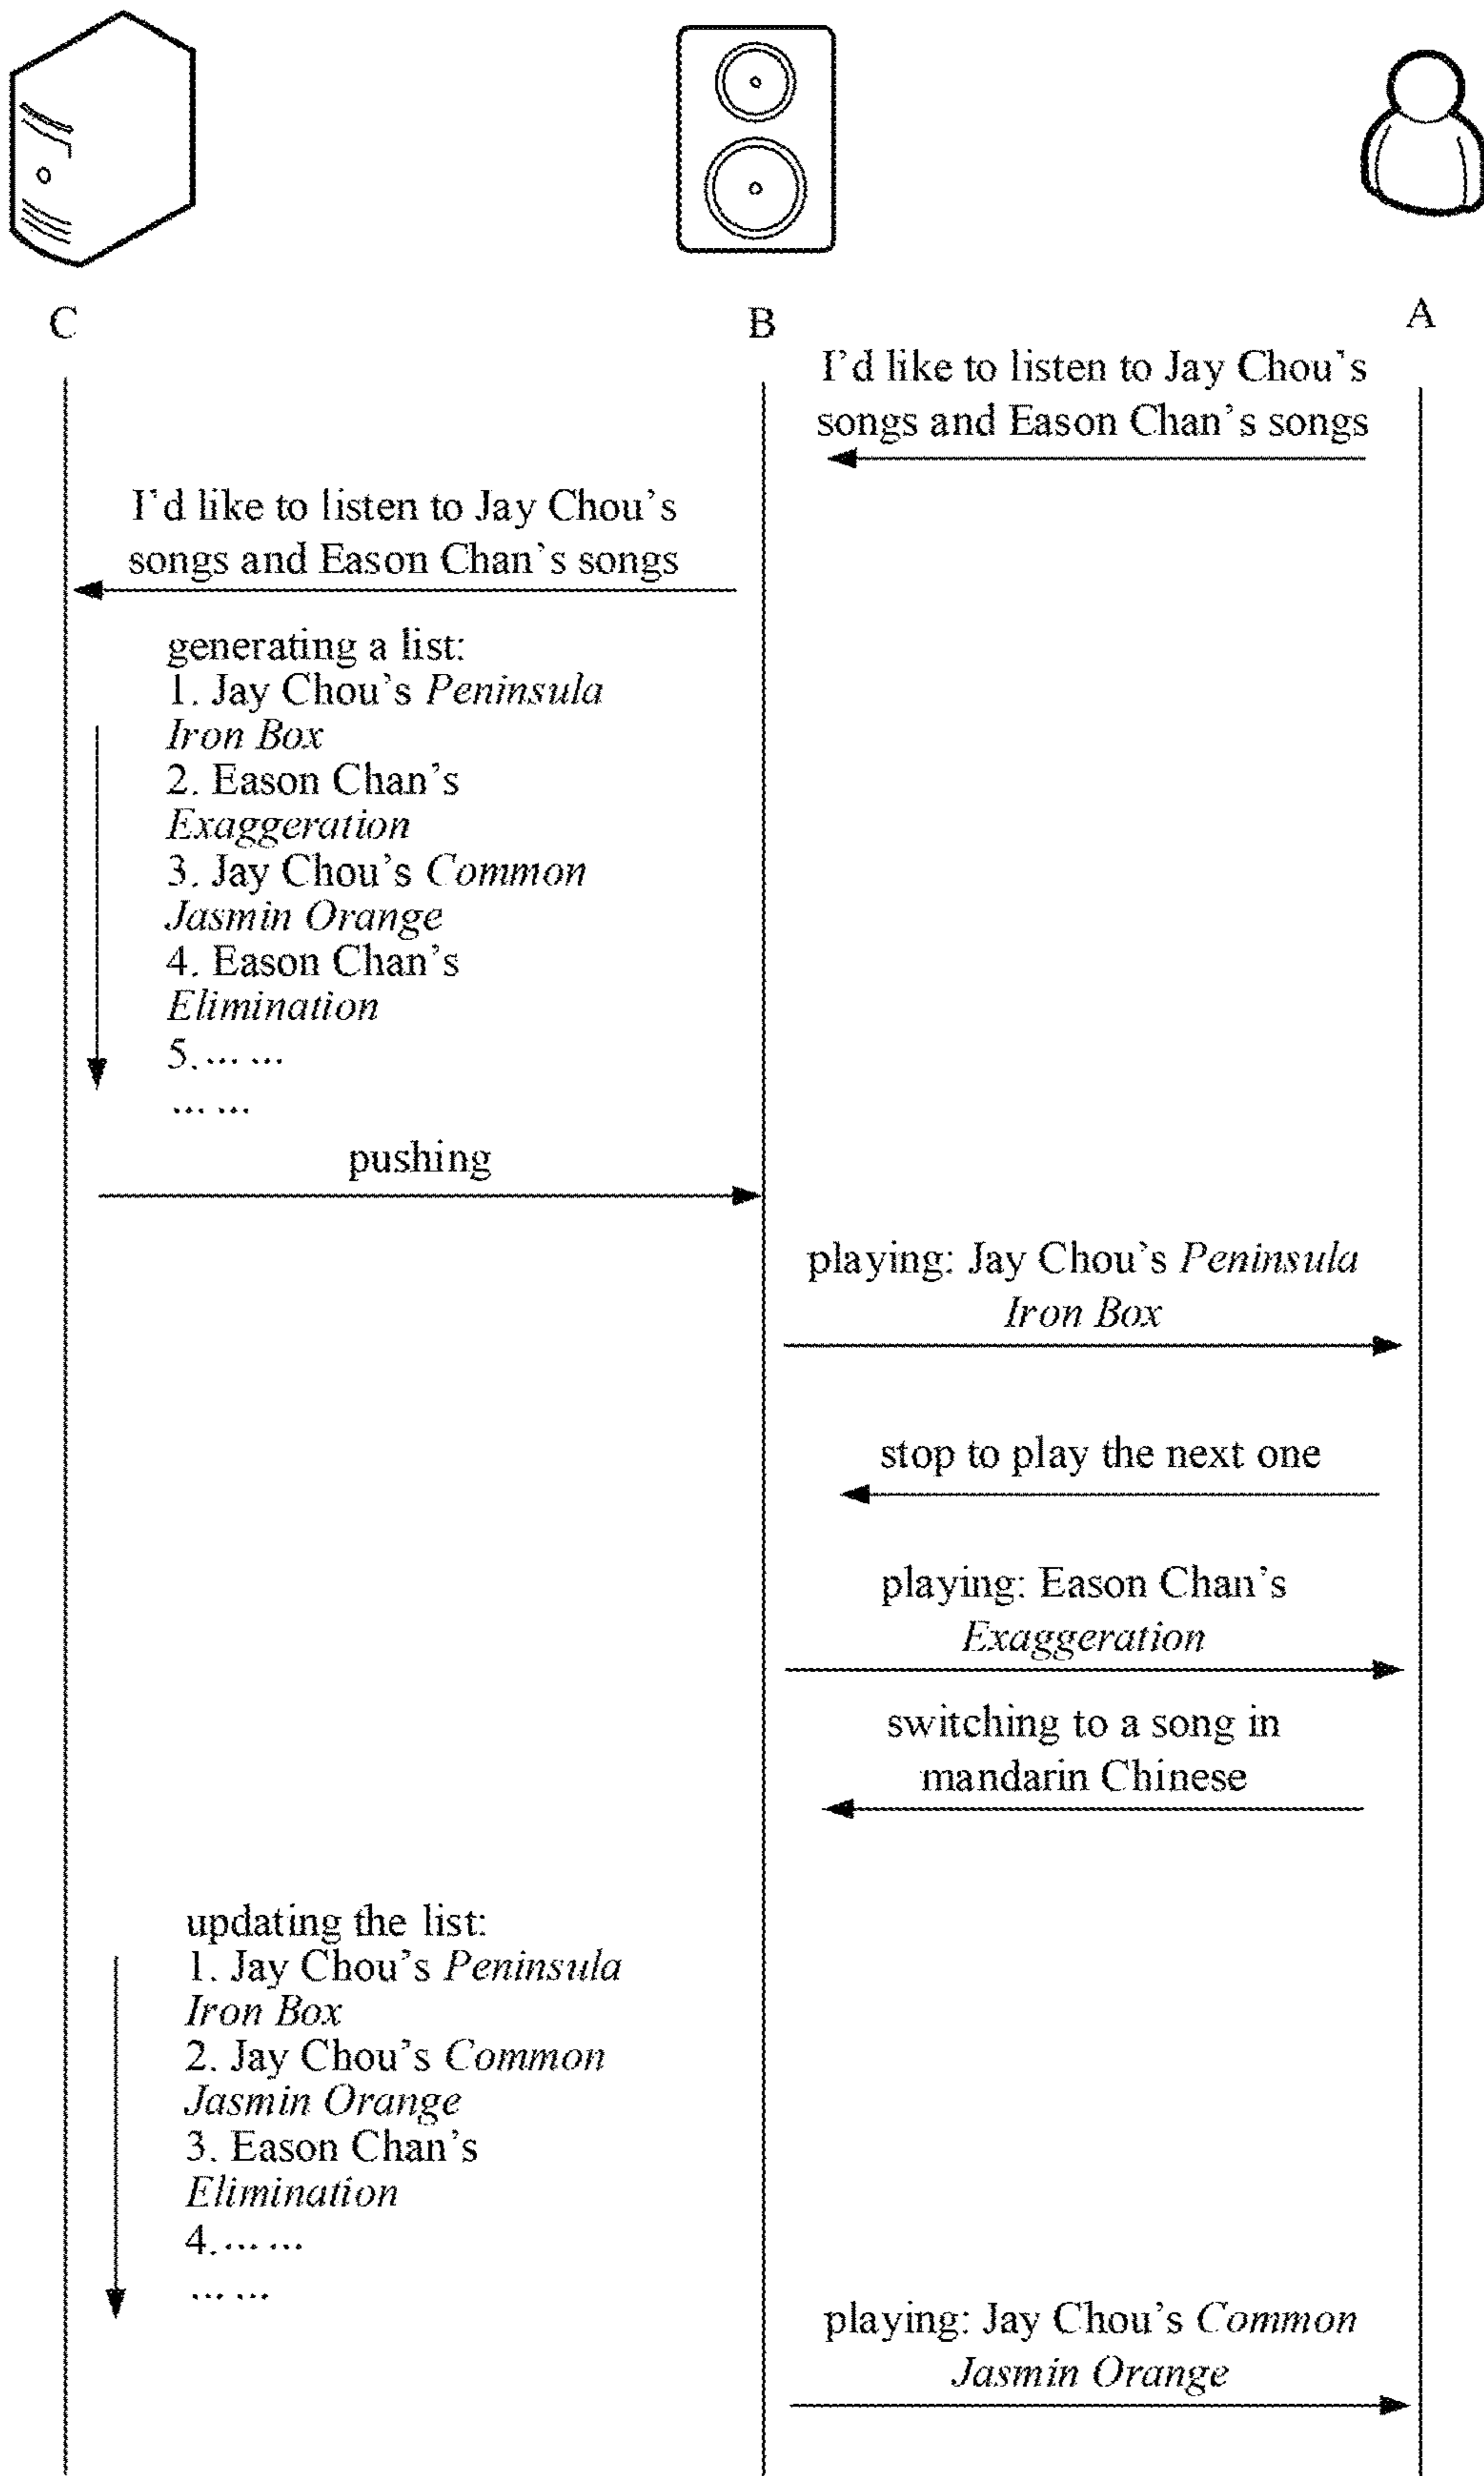 C
B
A
I'd like to listen to Jay Chou's
songs and Eason Chan's songs
I'd like to listen to Jay Chou's
songs and Eason Chan's songs
generating a list:
1. Jay Chou's Peninsula
Iron Box
2. Eason Chan's
Exaggeration
3. Jay Chou's Common
Jasmin Orange
4. Eason Chan's
Elimination
5. ... ...
... ...
pushing
playing: Jay Chou's Peninsula
Iron Box
stop to play the next one
playing: Eason Chan's
Exaggeration
switching to a song in
mandarin Chinese
updating the list:
1. Jay Chou's Peninsula
Iron Box
2. Jay Chou's Common
Jasmin Orange
3. Eason Chan's
Elimination
4. ... ...
... ...
playing: Jay Chou's Common
Jasmin Orange